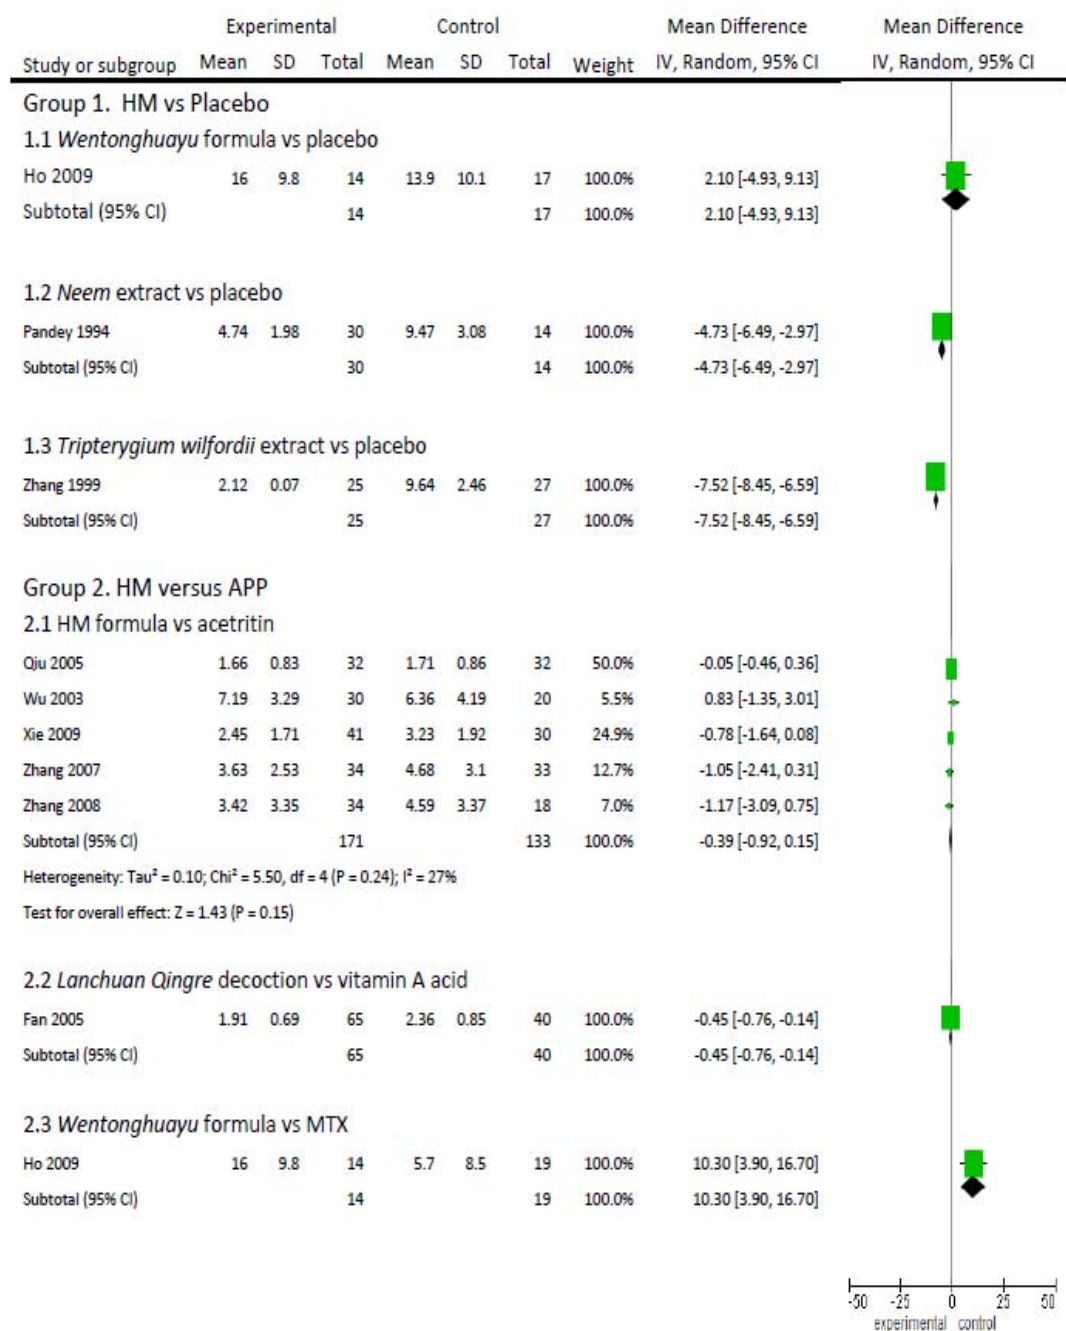 Experimental Control Mean Difference Mean Difference
Study or subgroup Mean SD Total Mean SD Total Weight IV, Random, 95% CI IV, Random, 95% CI
Group 1. HM vs Placebo
1.1 Wentonghuayu formula vs placebo
Ho 2009 16 9.8 14 13.9 10.1 17 100.0% 2.10 [-4.93, 9.13]
Subtotal (95% CI) 14 17 100.0% 2.10 [-4.93, 9.13]
1.2 Neem extract vs placebo
Pandey 1994 4.74 1.98 30 9.47 3.08 14 100.0% -4.73 [-6.49, -2.97]
Subtotal (95% CI) 30 14 100.0% -4.73 [-6.49, -2.97]
1.3 Tripterygium wilfordii extract vs placebo
Zhang 1999 2.12 0.07 25 9.64 2.46 27 100.0% -7.52 [-8.45, -6.59]
Subtotal (95% CI) 25 27 100.0% -7.52 [-8.45, -6.59]
Group 2. HM versus APP
2.1 HM formula vs acetritin
Qiu 2005 1.66 0.83 32 1.71 0.86 32 50.0% -0.05 [-0.46, 0.36]
Wu 2003 7.19 3.29 30 6.36 4.19 20 5.5% 0.83 [-1.35, 3.01]
Xie 2009 2.45 1.71 41 3.23 1.92 30 24.9% -0.78 [-1.64, 0.08]
Zhang 2007 3.63 2.53 34 4.68 3.1 33 12.7% -1.05 [-2.41, 0.31]
Zhang 2008 3.42 3.35 34 4.59 3.37 18 7.0% -1.17 [-3.09, 0.75]
Subtotal (95% CI) 171 133 100.0% -0.39 [-0.92, 0.15]
Heterogeneity: Tau² = 0.10; Chi² = 5.50, df = 4 (P = 0.24); I² = 27%
Test for overall effect: Z = 1.43 (P = 0.15)
2.2 Lanchuan Qingre decoction vs vitamin A acid
Fan 2005 1.91 0.69 65 2.36 0.85 40 100.0% -0.45 [-0.76, -0.14]
Subtotal (95% CI) 65 40 100.0% -0.45 [-0.76, -0.14]
2.3 Wentonghuayu formula vs MTX
Ho 2009 16 9.8 14 5.7 8.5 19 100.0% 10.30 [3.90, 16.70]
Subtotal (95% CI) 14 19 100.0% 10.30 [3.90, 16.70]
-50 -25 0 25 50
experimental control